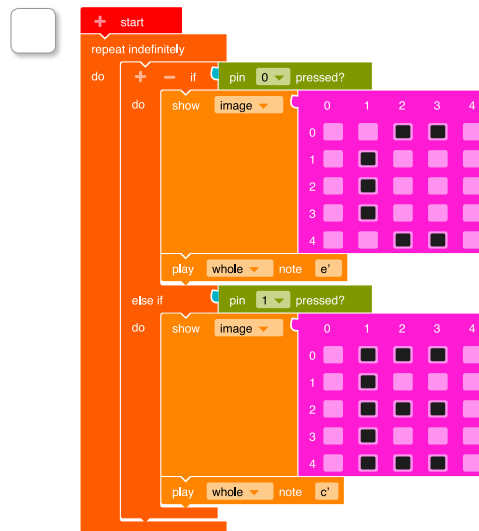 + start
repeat indefinitely
do + − if pin 0 pressed?
do show image 0 1 2 3 4
0
1
2
3
4
play whole note e'
else if pin 1 pressed?
do show image 0 1 2 3 4
0
1
2
3
4
play whole note c'